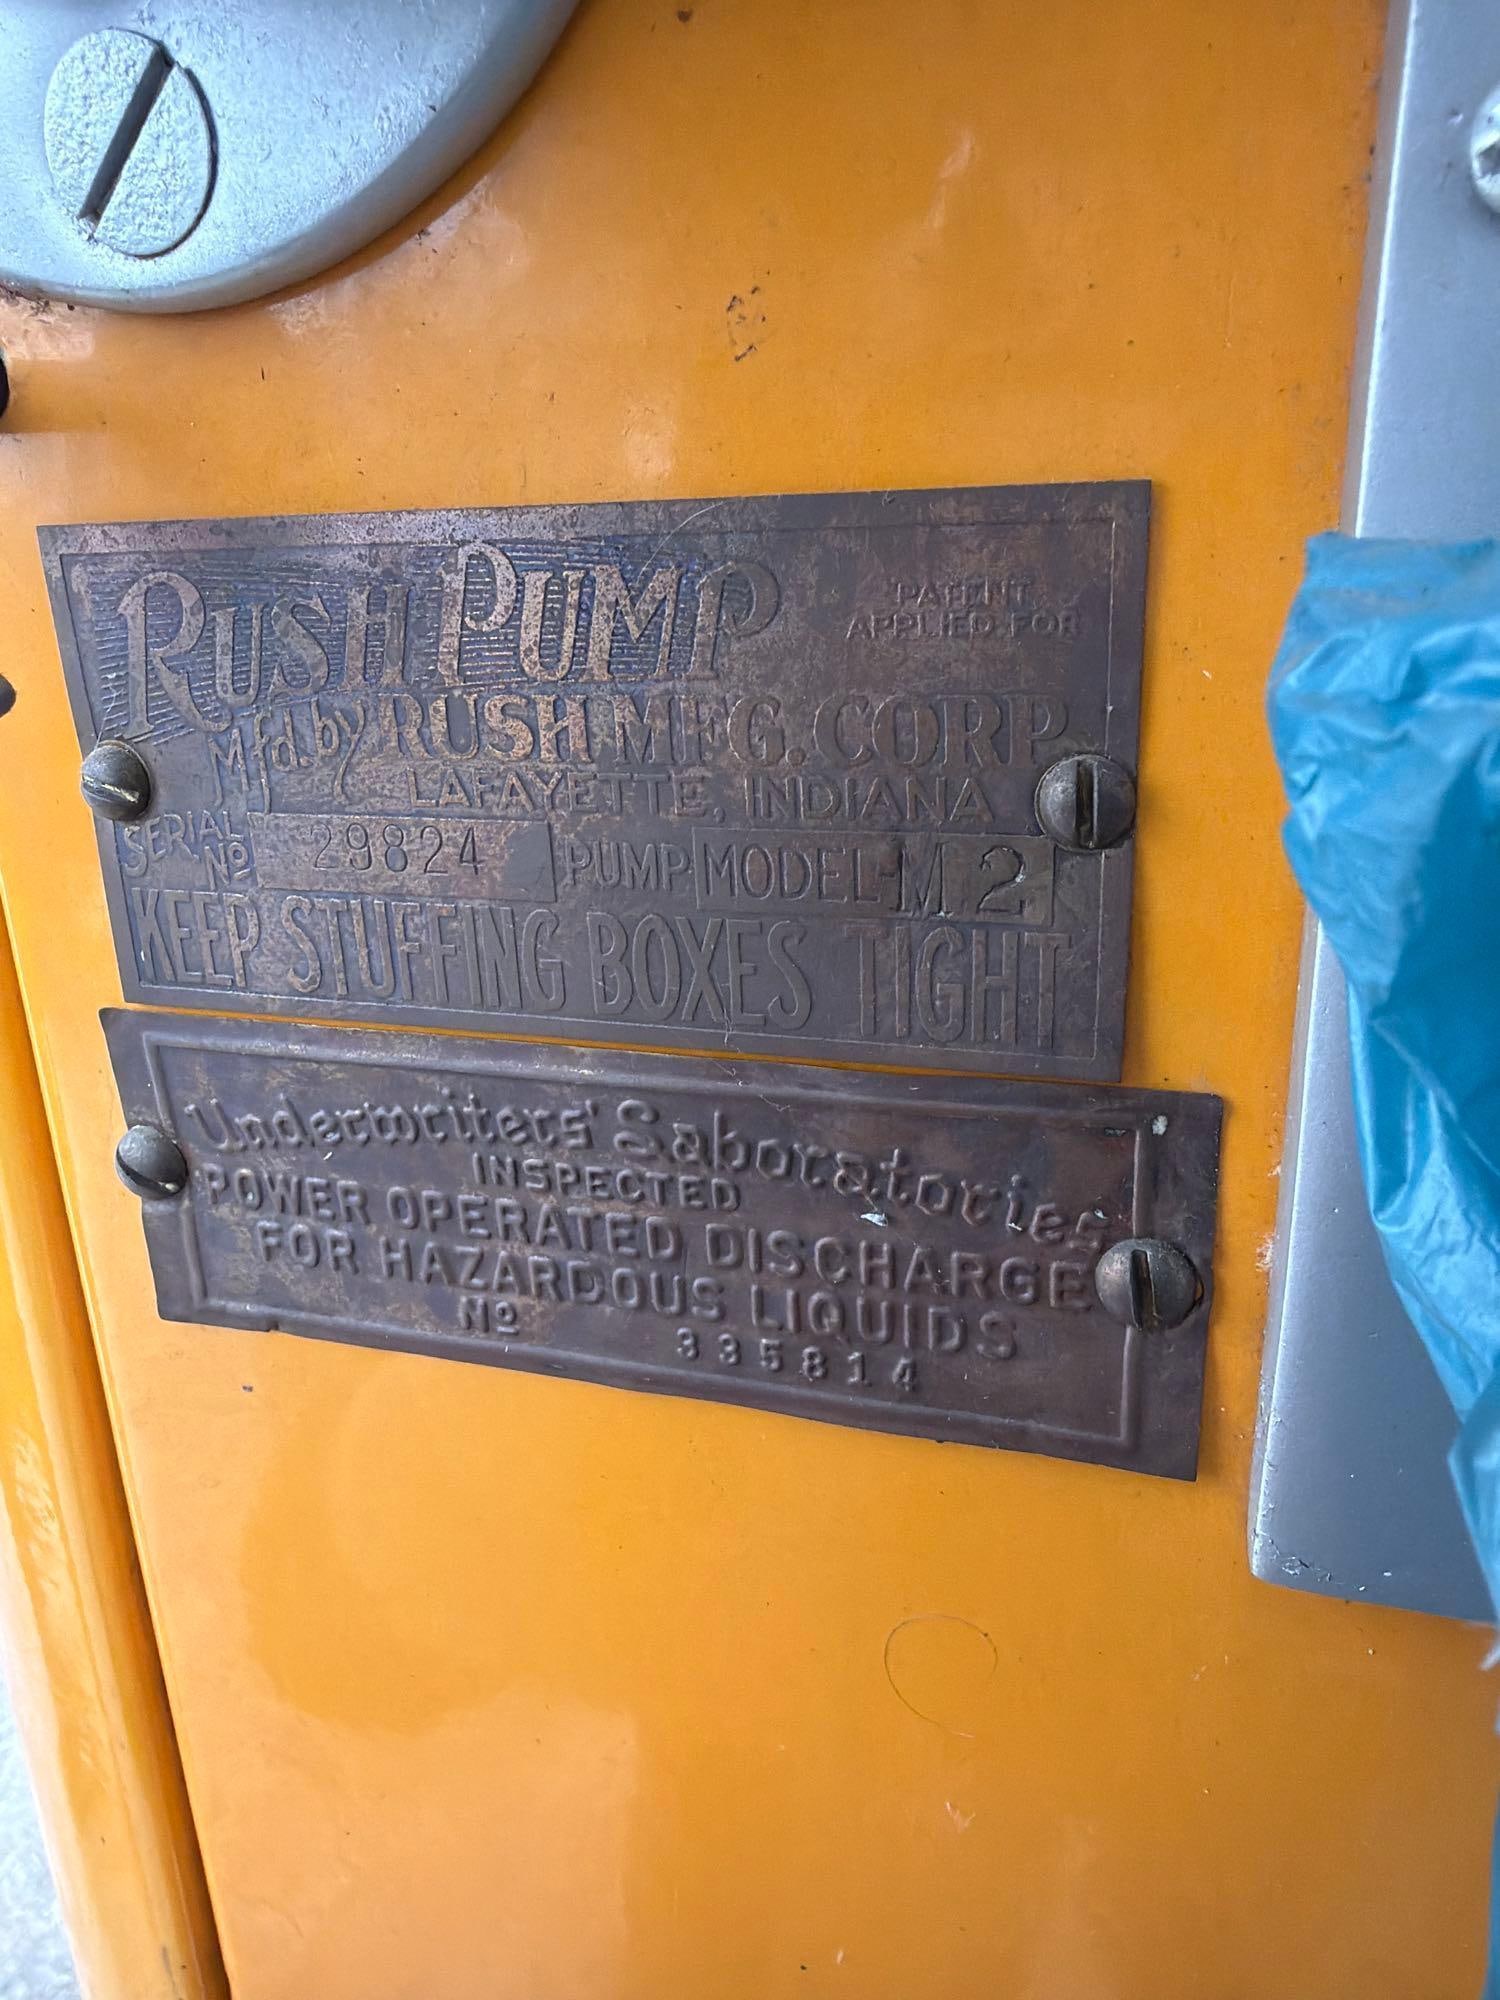 RUSH PUMP
PATENT
APPLIED FOR
Mfd. by RUSH MFG. CORP
LAFAYETTE, INDIANA
SERIAL Nº 29824 PUMP MODEL-M 2
KEEP STUFFING BOXES TIGHT
Underwriters' Laboratories
INSPECTED
POWER OPERATED DISCHARGE
FOR HAZARDOUS LIQUIDS
Nº 335814